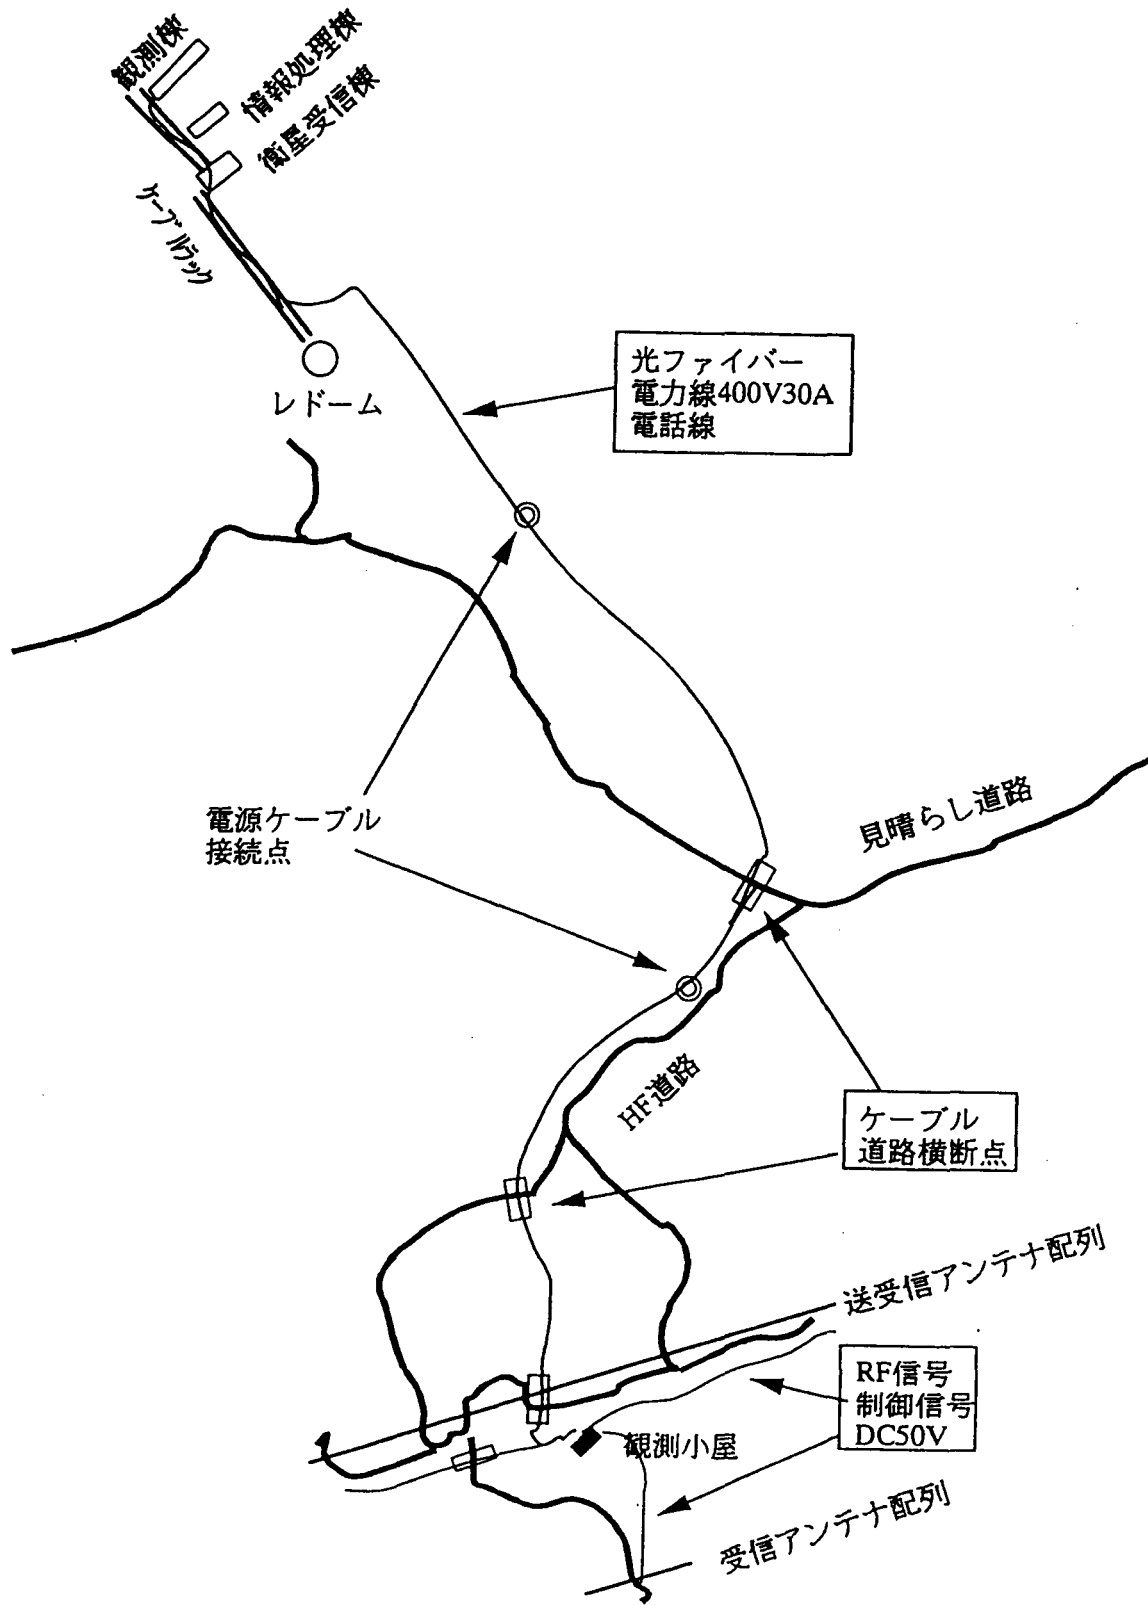 観測棟
情報処理棟
衛星受信棟
ケーブルラック
レドーム
光ファイバー
電力線400V30A
電話線
電源ケーブル
接続点
見晴らし道路
HF道路
ケーブル
道路横断点
送受信アンテナ配列
RF信号
制御信号
DC50V
観測小屋
受信アンテナ配列